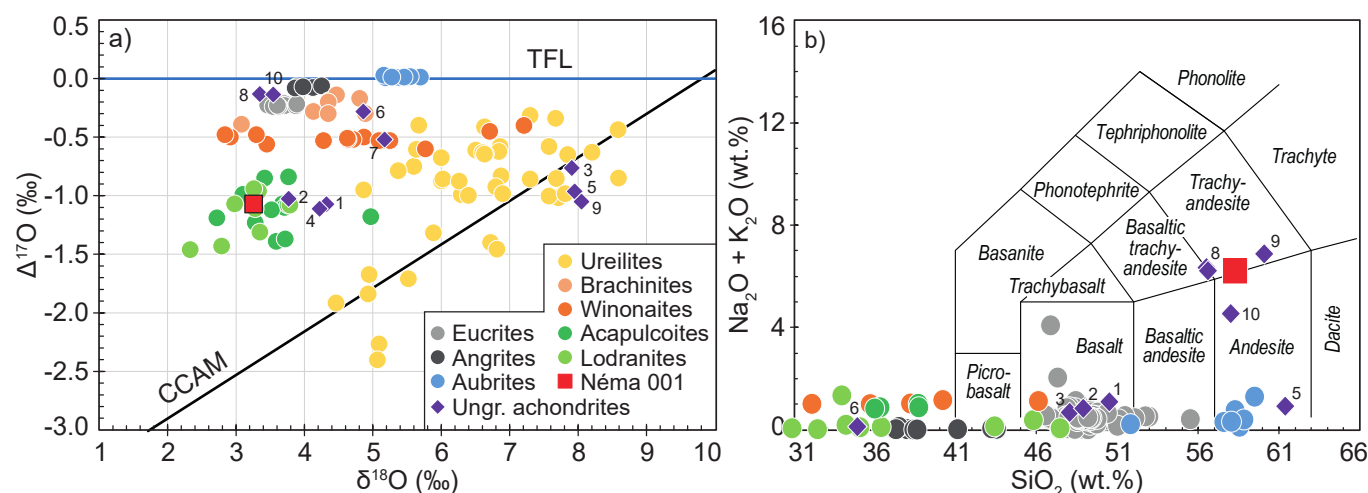 a)
Δ¹⁷O (‰)
0.5
0.0
-0.5
-1.0
-1.5
-2.0
-2.5
-3.0
TFL
CCAM
10
8
6
7
3
5
9
2
1
4
Ureilites
Brachinites
Winonaites
Eucrites
Acapulcoites
Angrites
Lodranites
Aubrites
Néma 001
Ungr. achondrites
1 2 3 4 5 6 7 8 9 10
δ¹⁸O (‰)
b)
Na₂O + K₂O (wt.%)
16
12
8
4
0
Phonolite
Tephriphonolite
Trachyte
Phonotephrite
Trachy-
andesite
Basaltic
trachy-
andesite
Basanite
Trachybasalt
Basalt
Basaltic
andesite
Andesite
Dacite
Picro-
basalt
8
9
10
1
2
3
5
6
31 36 41 46 51 56 61 66
SiO₂ (wt.%)